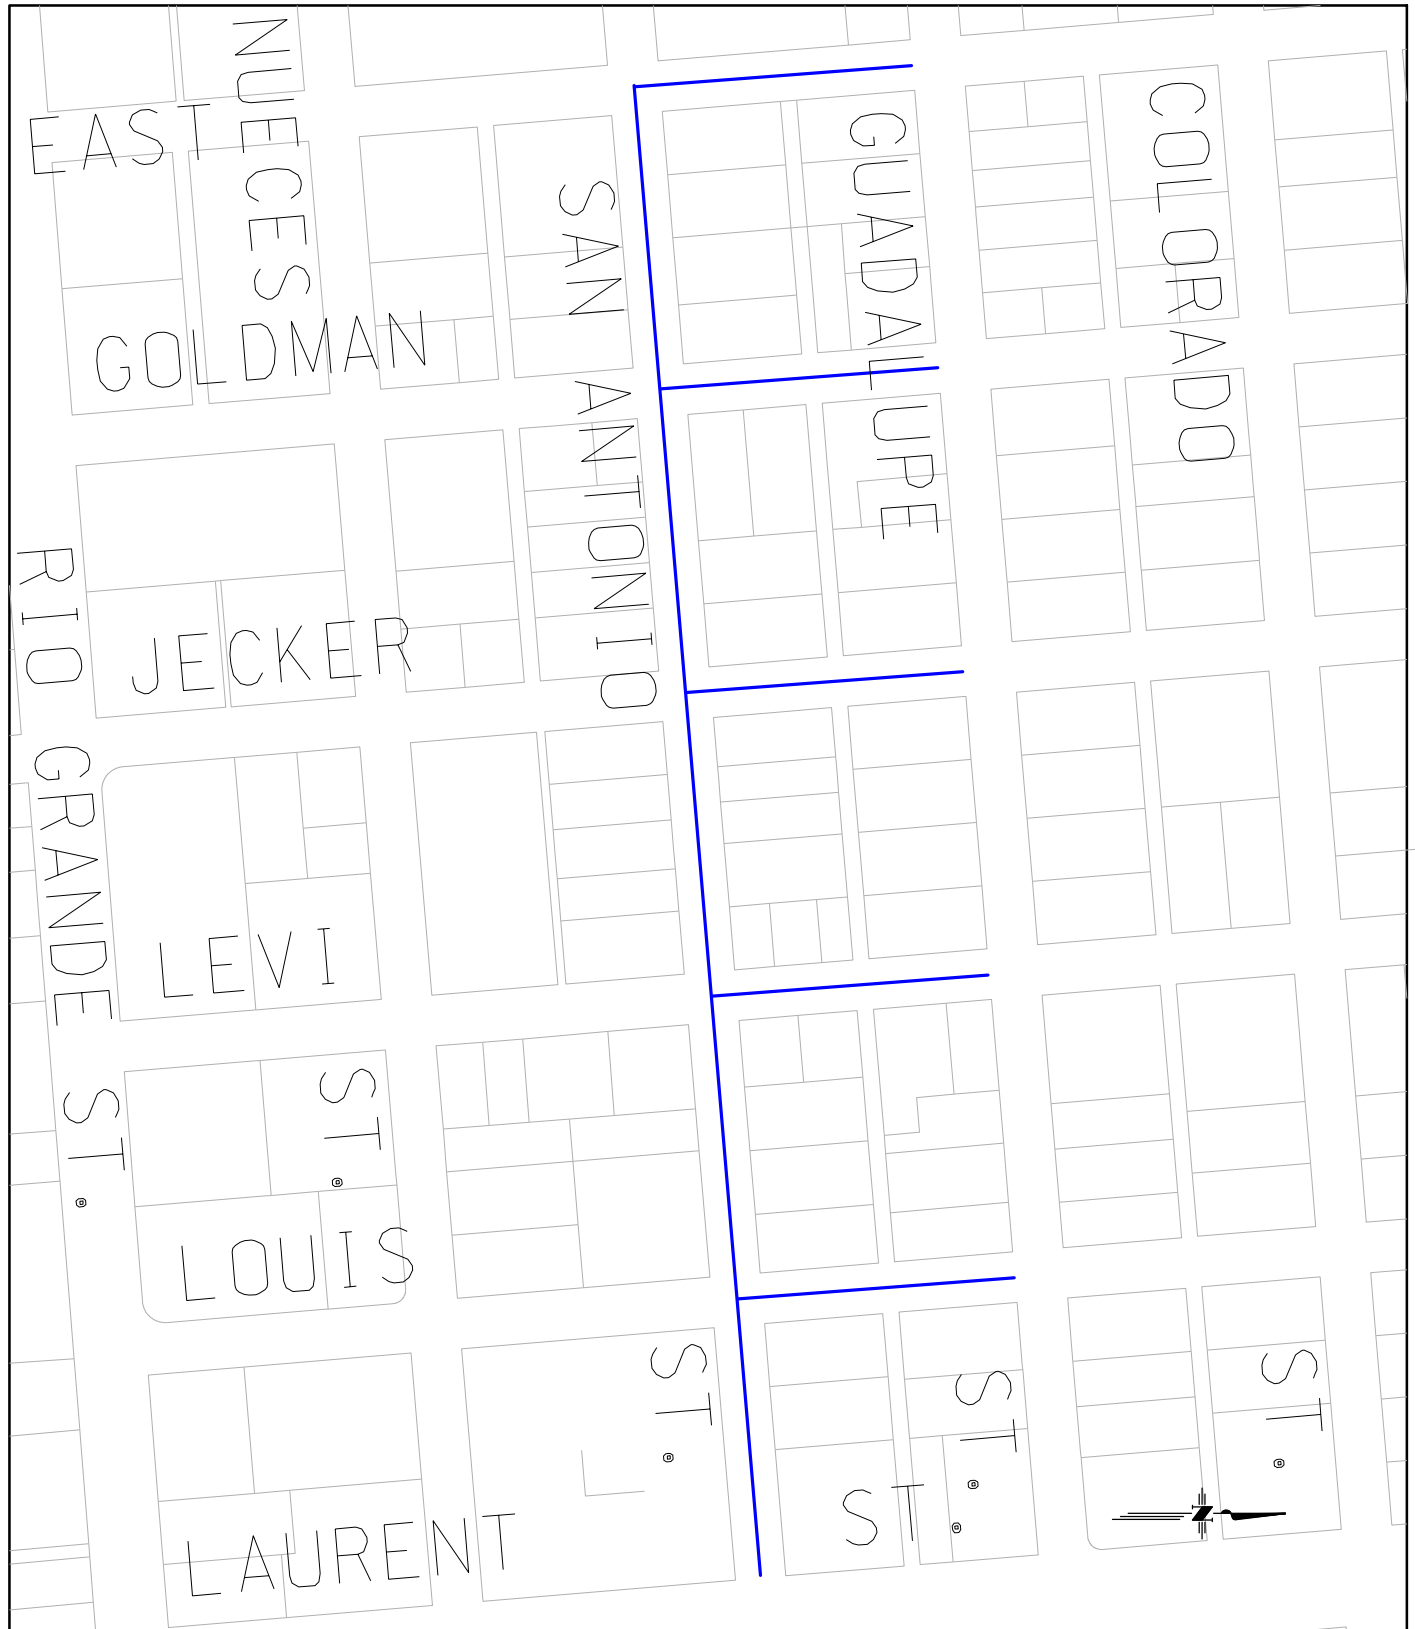 EAST
GOLDMAN
JECKER
LEVI
LOUIS
LAURENT ST.
RIO GRANDE ST.
NUECES ST.
SAN ANTONIO ST.
GUADALUPE ST.
COLORADO ST.